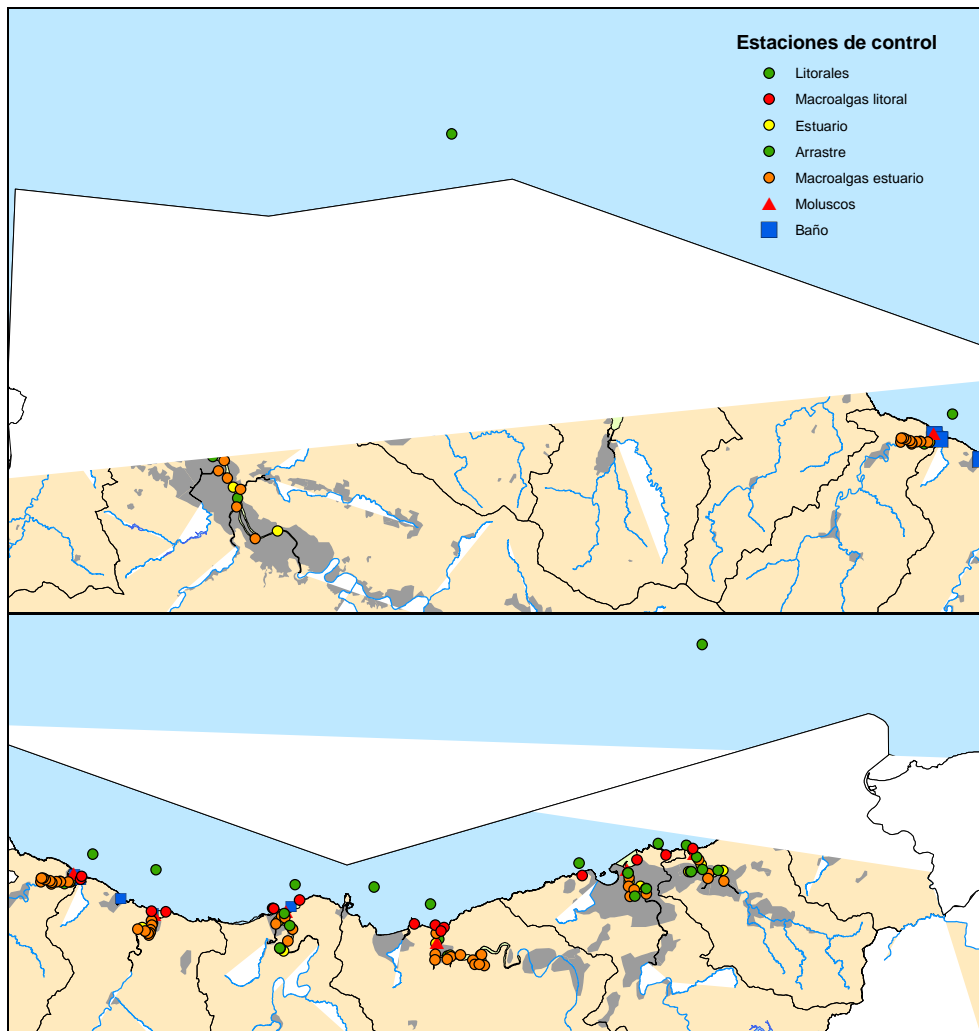 Estaciones de control
Litorales
Macroalgas litoral
Estuario
Arrastre
Macroalgas estuario
Moluscos
Baño